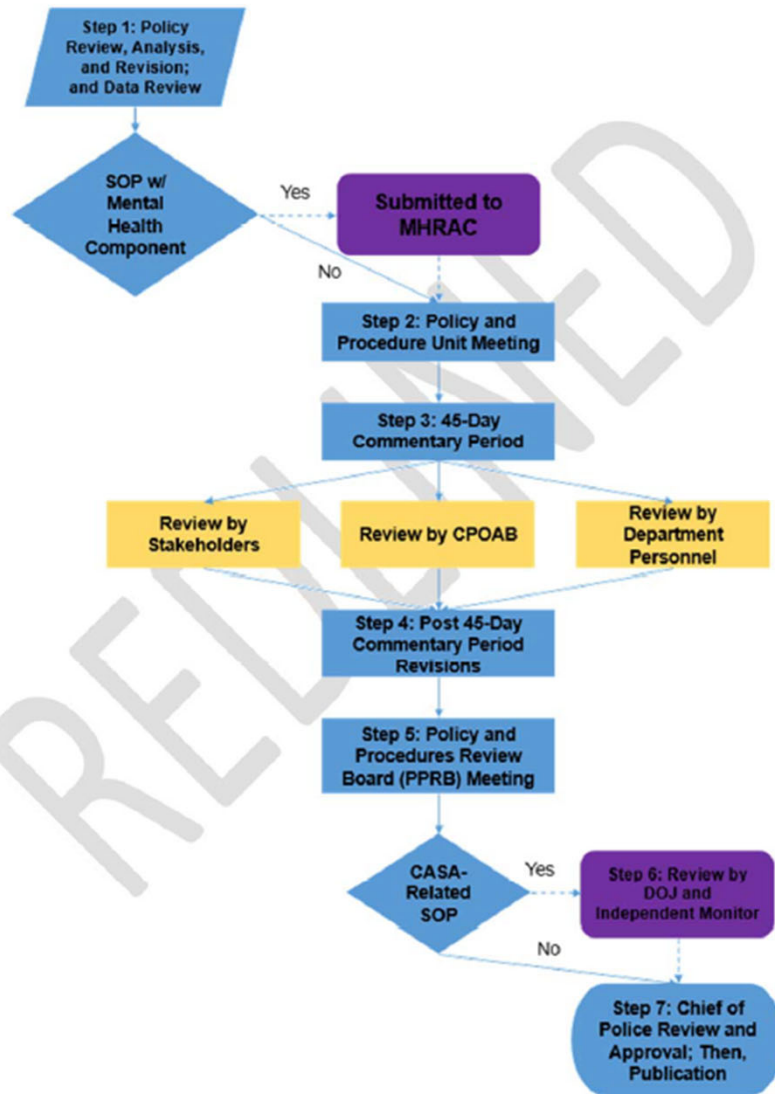 Step 1: Policy
Review, Analysis,
and Revision;
and Data Review
SOP w/
Mental
Health
Component
Yes
Submitted to
MHRAC
No
Step 2: Policy and
Procedure Unit Meeting
Step 3: 45-Day
Commentary Period
Review by
Stakeholders
Review by CPOAB
Review by
Department
Personnel
Step 4: Post 45-Day
Commentary Period
Revisions
Step 5: Policy and
Procedures Review
Board (PPRB) Meeting
CASA-
Related
SOP
Yes
Step 6: Review by
DOJ and
Independent Monitor
No
Step 7: Chief of
Police Review and
Approval; Then,
Publication
REDLINED